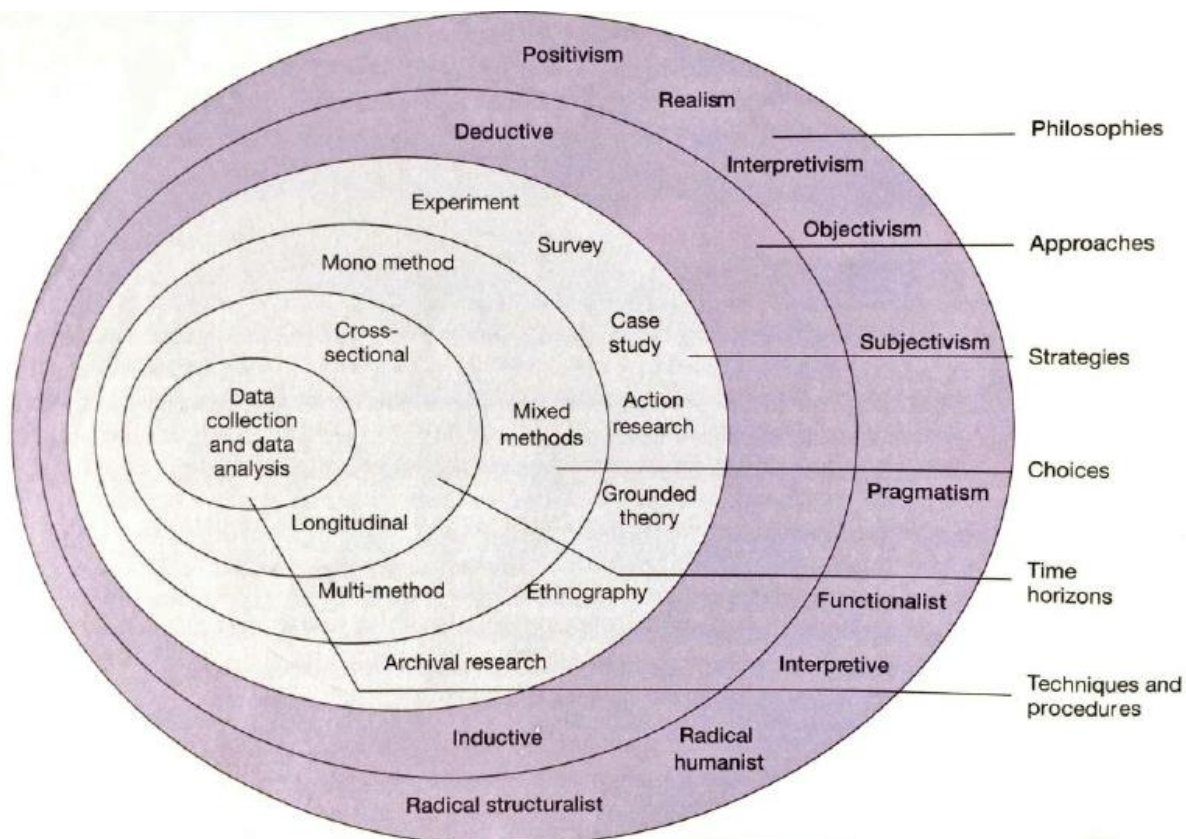 Positivism
Realism
Philosophies
Deductive
Interpretivism
Experiment
Objectivism
Survey
Approaches
Mono method
Case
study
Cross-
sectional
Subjectivism
Strategies
Data
collection
and data
analysis
Mixed
methods
Action
research
Choices
Pragmatism
Grounded
theory
Longitudinal
Time
horizons
Multi-method
Ethnography
Functionalist
Archival research
Interpretive
Techniques and
procedures
Inductive
Radical
humanist
Radical structuralist